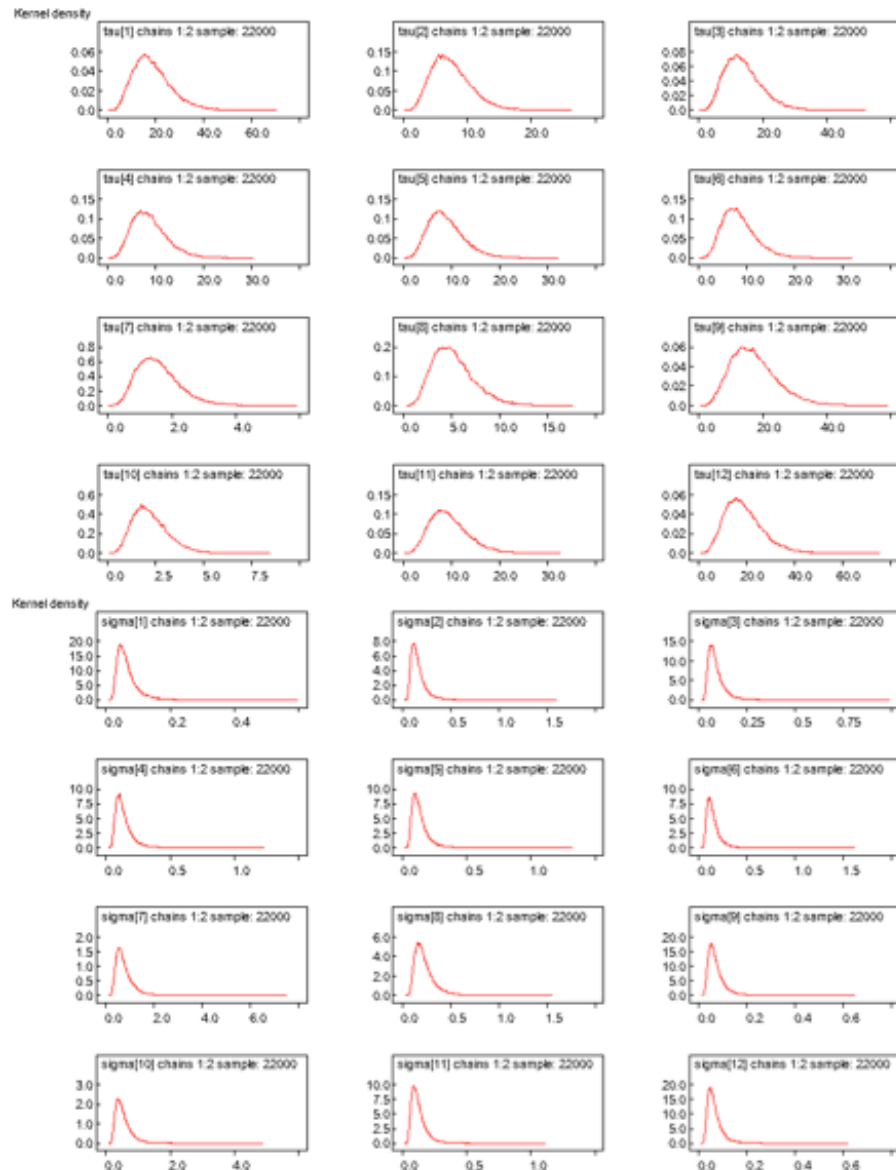 Kernel density
tau[1] chains 1:2 sample: 22000
0.06
0.04
0.02
0.0
0.0 20.0 40.0 60.0
tau[2] chains 1:2 sample: 22000
0.15
0.1
0.05
0.0
0.0 10.0 20.0
tau[3] chains 1:2 sample: 22000
0.08
0.06
0.04
0.02
0.0
0.0 20.0 40.0
tau[4] chains 1:2 sample: 22000
0.15
0.1
0.05
0.0
0.0 10.0 20.0 30.0
tau[5] chains 1:2 sample: 22000
0.15
0.1
0.05
0.0
0.0 10.0 20.0 30.0
tau[6] chains 1:2 sample: 22000
0.15
0.1
0.05
0.0
0.0 10.0 20.0 30.0
tau[7] chains 1:2 sample: 22000
0.8
0.6
0.4
0.2
0.0
0.0 2.0 4.0
tau[8] chains 1:2 sample: 22000
0.2
0.1
0.0
0.0 5.0 10.0 15.0
tau[9] chains 1:2 sample: 22000
0.06
0.04
0.02
0.0
0.0 20.0 40.0
tau[10] chains 1:2 sample: 22000
0.6
0.4
0.2
0.0
0.0 2.5 5.0 7.5
tau[11] chains 1:2 sample: 22000
0.15
0.1
0.05
0.0
0.0 10.0 20.0 30.0
tau[12] chains 1:2 sample: 22000
0.06
0.04
0.02
0.0
0.0 20.0 40.0 60.0
Kernel density
sigma[1] chains 1:2 sample: 22000
20.0
15.0
10.0
5.0
0.0
0.0 0.2 0.4
sigma[2] chains 1:2 sample: 22000
8.0
6.0
4.0
2.0
0.0
0.0 0.5 1.0 1.5
sigma[3] chains 1:2 sample: 22000
15.0
10.0
5.0
0.0
0.0 0.25 0.5 0.75
sigma[4] chains 1:2 sample: 22000
10.0
7.5
5.0
2.5
0.0
0.0 0.5 1.0
sigma[5] chains 1:2 sample: 22000
10.0
7.5
5.0
2.5
0.0
0.0 0.5 1.0
sigma[6] chains 1:2 sample: 22000
10.0
7.5
5.0
2.5
0.0
0.0 0.5 1.0 1.5
sigma[7] chains 1:2 sample: 22000
2.0
1.5
1.0
0.5
0.0
0.0 2.0 4.0 6.0
sigma[8] chains 1:2 sample: 22000
6.0
4.0
2.0
0.0
0.0 0.5 1.0 1.5
sigma[9] chains 1:2 sample: 22000
20.0
15.0
10.0
5.0
0.0
0.0 0.2 0.4 0.6
sigma[10] chains 1:2 sample: 22000
3.0
2.0
1.0
0.0
0.0 2.0 4.0
sigma[11] chains 1:2 sample: 22000
10.0
7.5
5.0
2.5
0.0
0.0 0.5 1.0
sigma[12] chains 1:2 sample: 22000
20.0
15.0
10.0
5.0
0.0
0.0 0.2 0.4 0.6